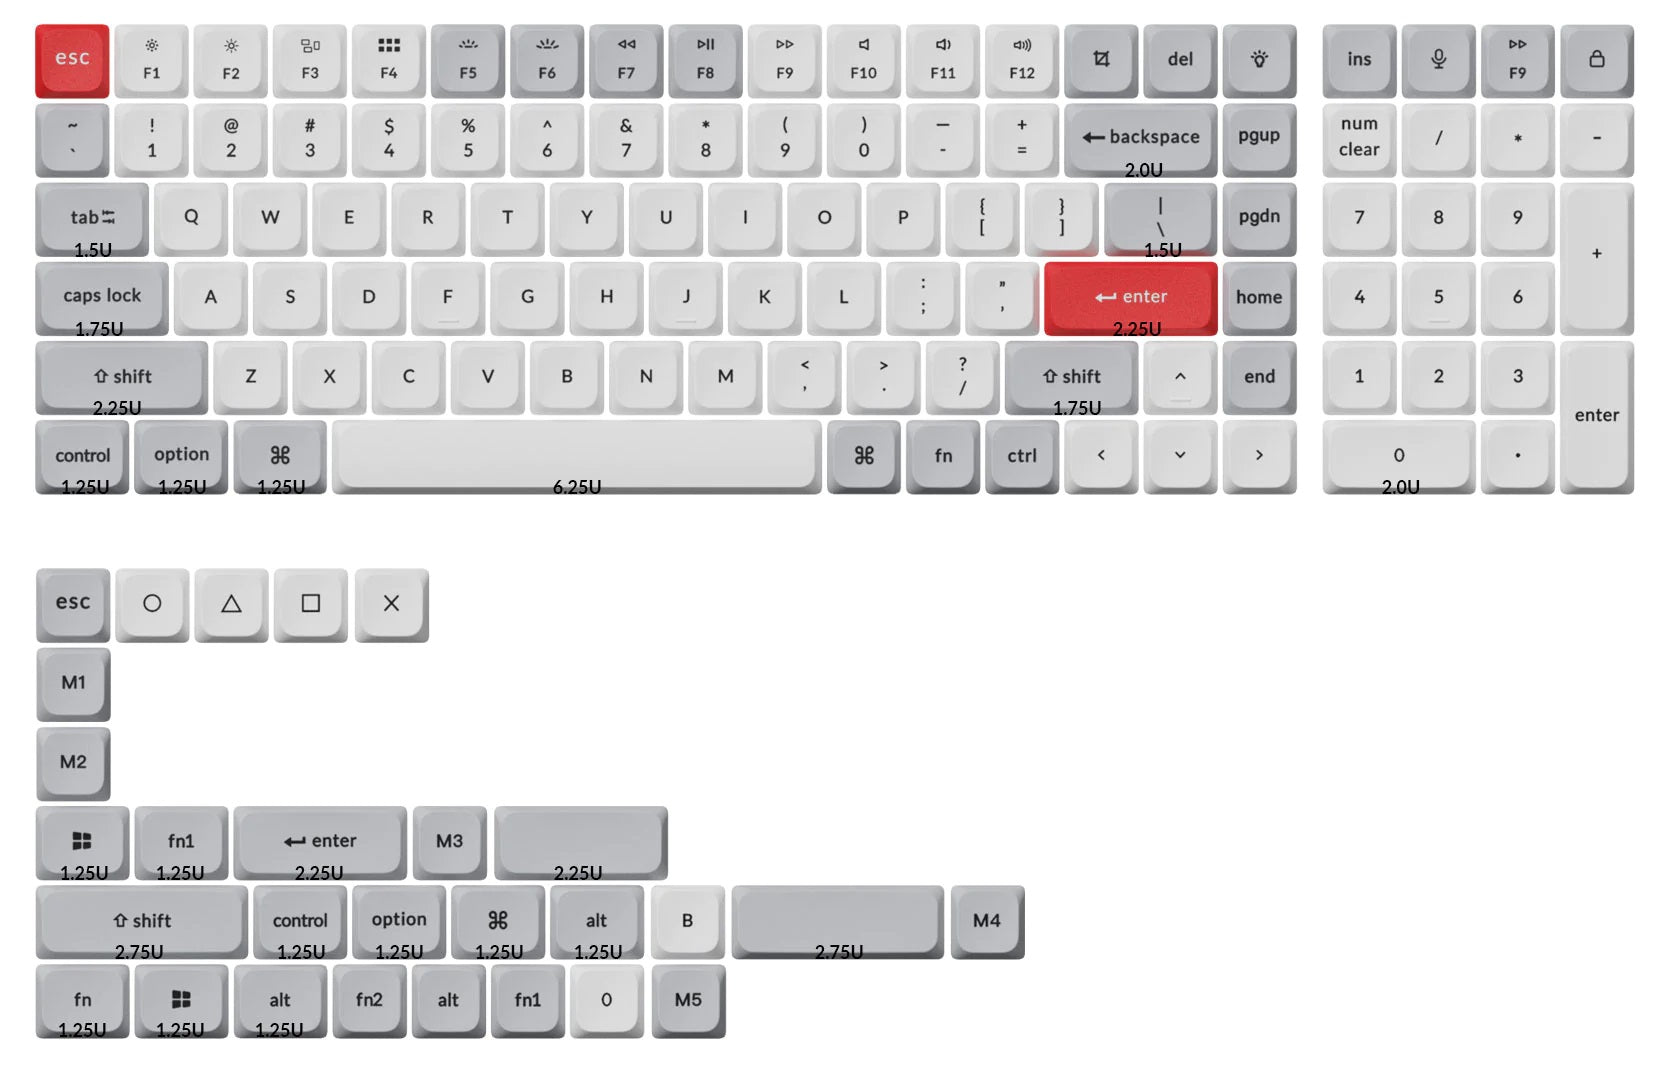 esc F1 F2 F3 F4 F5 F6 F7 F8 F9 F10 F11 F12 del ins F9
~ ! @ # $ % ^ & * ( ) — + num
` 1 2 3 4 5 6 7 8 9 0 - = ← backspace pgup clear / * -
2.0U
tab Q W E R T Y U I O P { } | pgdn 7 8 9
[ ] \
1.5U 1.5U
+
caps lock A S D F G H J K L : " ↵ enter home 4 5 6
; ,
1.75U 2.25U
⇧ shift Z X C V B N M < > ? ⇧ shift ^ end 1 2 3
, . /
2.25U 1.75U
enter
control option ⌘ ⌘ fn ctrl < ⌄ > 0 .
1.25U 1.25U 1.25U 6.25U 2.0U
esc ○ △ □ ×
M1
M2
fn1 ↵ enter M3
1.25U 1.25U 2.25U 2.25U
⇧ shift control option ⌘ alt B M4
2.75U 1.25U 1.25U 1.25U 1.25U 2.75U
fn alt fn2 alt fn1 0 M5
1.25U 1.25U 1.25U